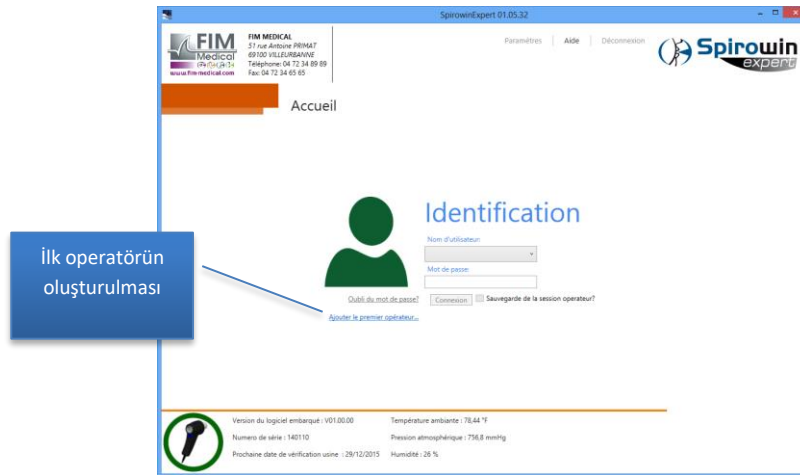 SpirowinExpert 01.05.32
FIM
Medical
www.fim-medical.com
FIM MEDICAL
51 rue Antoine PRIMAT
69100 VILLEURBANNE
Téléphone: 04 72 34 89 89
Fax: 04 72 34 65 65
Paramètres
Aide
Déconnexion
Spirowin
expert
Accueil
Identification
Nom d'utilisateur:
Mot de passe:
Oubli du mot de passe?
Connexion
Sauvegarde de la session operateur?
Ajouter le premier opérateur...
İlk operatörün
oluşturulması
Version du logiciel embarqué : V01.00.00
Température ambiante : 78,44 °F
Numero de série : 140110
Pression atmosphérique : 756,8 mmHg
Prochaine date de vérification usine : 29/12/2015
Humidité : 26 %